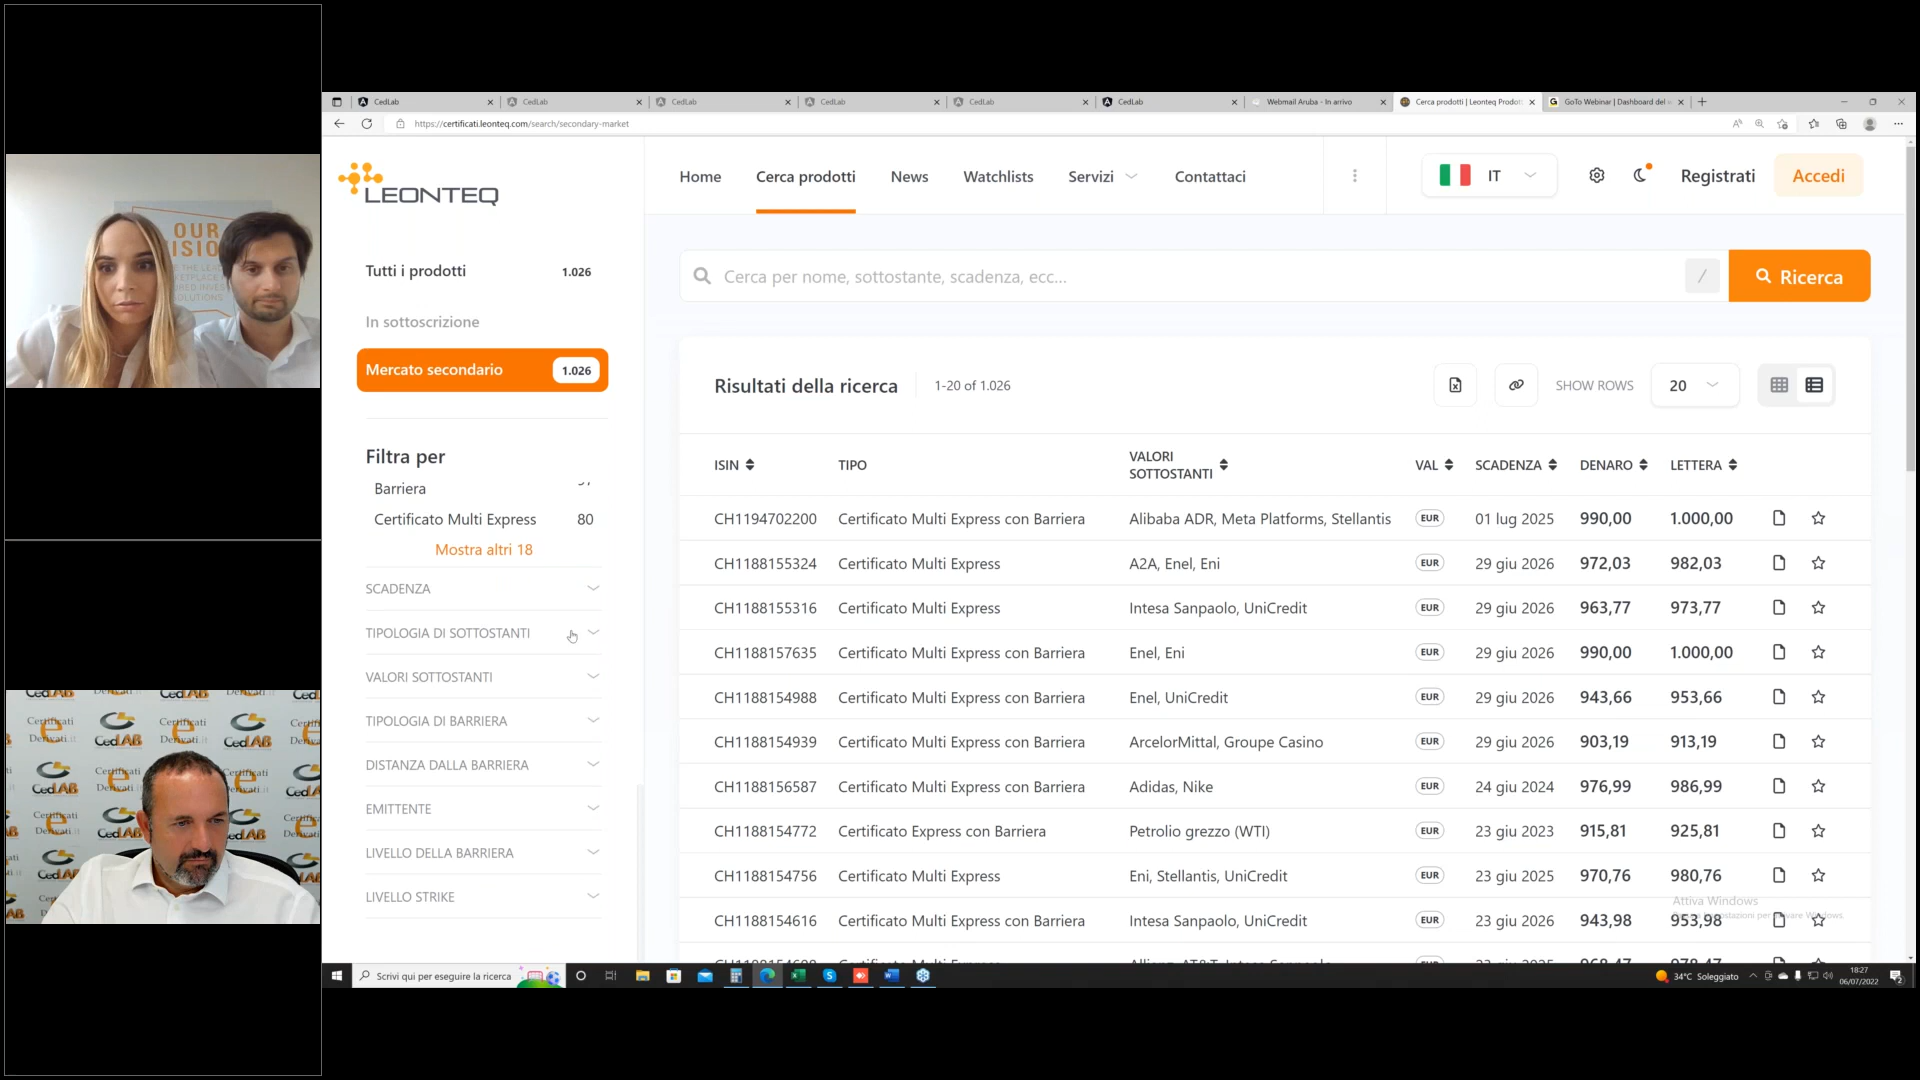 CedLab
CedLab
CedLab
CedLab
CedLab
CedLab
Webmail Aruba - In arrivo
Cerca prodotti | Leonteq Prodot
GoTo Webinar | Dashboard del
https://certificati.leonteq.com/search/secondary-market
LEONTEQ
Home
Cerca prodotti
News
Watchlists
Servizi
Contattaci
IT
Registrati
Accedi
Tutti i prodotti 1.026
In sottoscrizione
Mercato secondario 1.026
Filtra per
Barriera
Certificato Multi Express 80
Mostra altri 18
SCADENZA
TIPOLOGIA DI SOTTOSTANTI
VALORI SOTTOSTANTI
TIPOLOGIA DI BARRIERA
DISTANZA DALLA BARRIERA
EMITTENTE
LIVELLO DELLA BARRIERA
LIVELLO STRIKE
Cerca per nome, sottostante, scadenza, ecc...
/
Ricerca
Risultati della ricerca 1-20 of 1.026
SHOW ROWS 20
ISIN TIPO VALORI SOTTOSTANTI VAL SCADENZA DENARO LETTERA
CH1194702200 Certificato Multi Express con Barriera Alibaba ADR, Meta Platforms, Stellantis EUR 01 lug 2025 990,00 1.000,00
CH1188155324 Certificato Multi Express A2A, Enel, Eni EUR 29 giu 2026 972,03 982,03
CH1188155316 Certificato Multi Express Intesa Sanpaolo, UniCredit EUR 29 giu 2026 963,77 973,77
CH1188157635 Certificato Multi Express con Barriera Enel, Eni EUR 29 giu 2026 990,00 1.000,00
CH1188154988 Certificato Multi Express con Barriera Enel, UniCredit EUR 29 giu 2026 943,66 953,66
CH1188154939 Certificato Multi Express con Barriera ArcelorMittal, Groupe Casino EUR 29 giu 2026 903,19 913,19
CH1188156587 Certificato Multi Express con Barriera Adidas, Nike EUR 24 giu 2024 976,99 986,99
CH1188154772 Certificato Express con Barriera Petrolio grezzo (WTI) EUR 23 giu 2023 915,81 925,81
CH1188154756 Certificato Multi Express Eni, Stellantis, UniCredit EUR 23 giu 2025 970,76 980,76
CH1188154616 Certificato Multi Express con Barriera Intesa Sanpaolo, UniCredit EUR 23 giu 2026 943,98 953,98
Attiva Windows
Scrivi qui per eseguire la ricerca
34°C Soleggiato
18:27
06/07/2022
OUR
Certificati
e
Derivati.it
CedLAB